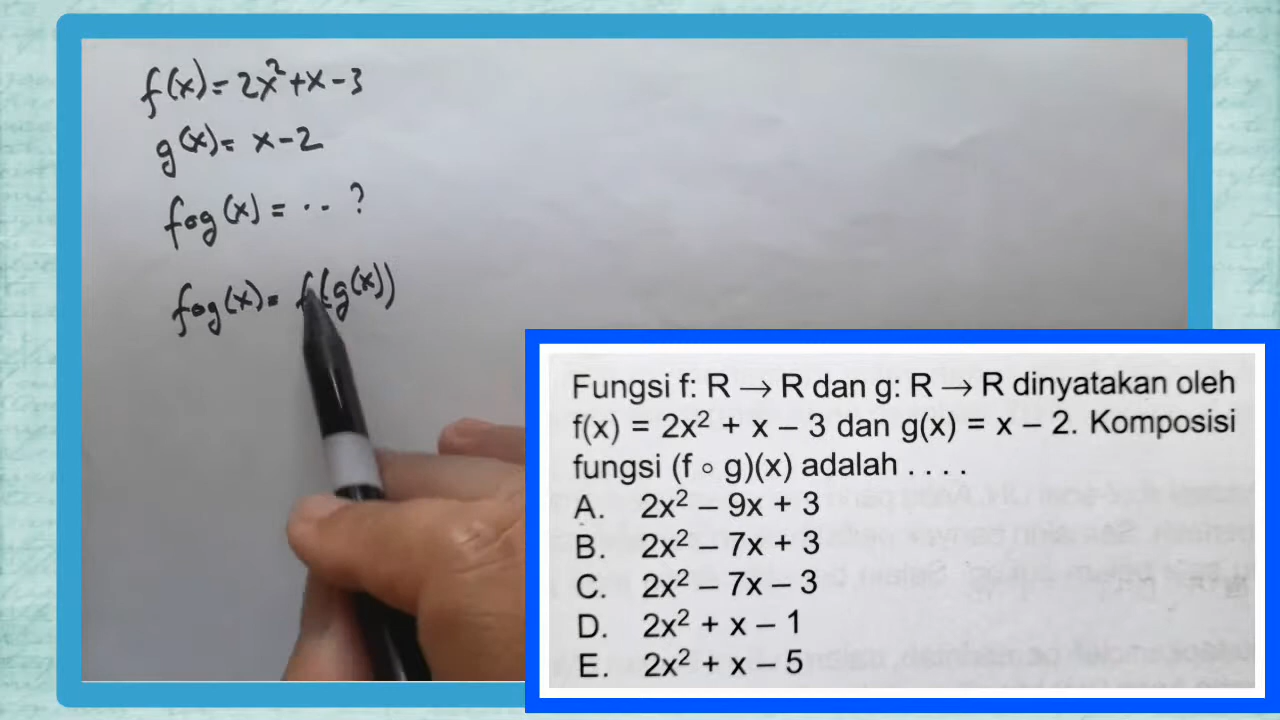 f(x) = 2x² + x - 3
g(x) = x - 2
fog(x) = .. ?
fog(x) = f(g(x))
Fungsi f: R → R dan g: R → R dinyatakan oleh
f(x) = 2x² + x – 3 dan g(x) = x – 2. Komposisi
fungsi (f ∘ g)(x) adalah . . . .
A. 2x² – 9x + 3
B. 2x² – 7x + 3
C. 2x² – 7x – 3
D. 2x² + x – 1
E. 2x² + x – 5